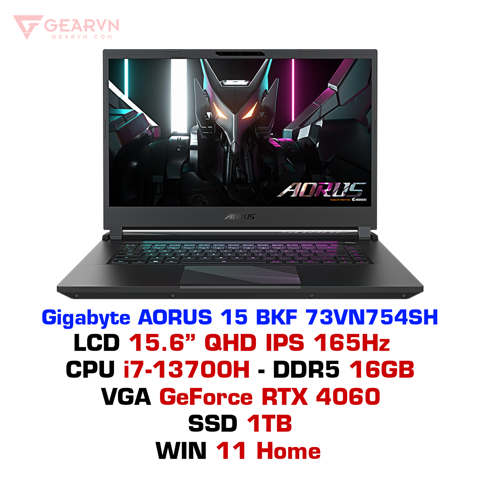 GEARVN
GEARVN.COM
AORUS
AORUS
Gigabyte AORUS 15 BKF 73VN754SH
LCD 15.6” QHD IPS 165Hz
CPU i7-13700H - DDR5 16GB
VGA GeForce RTX 4060
SSD 1TB
WIN 11 Home